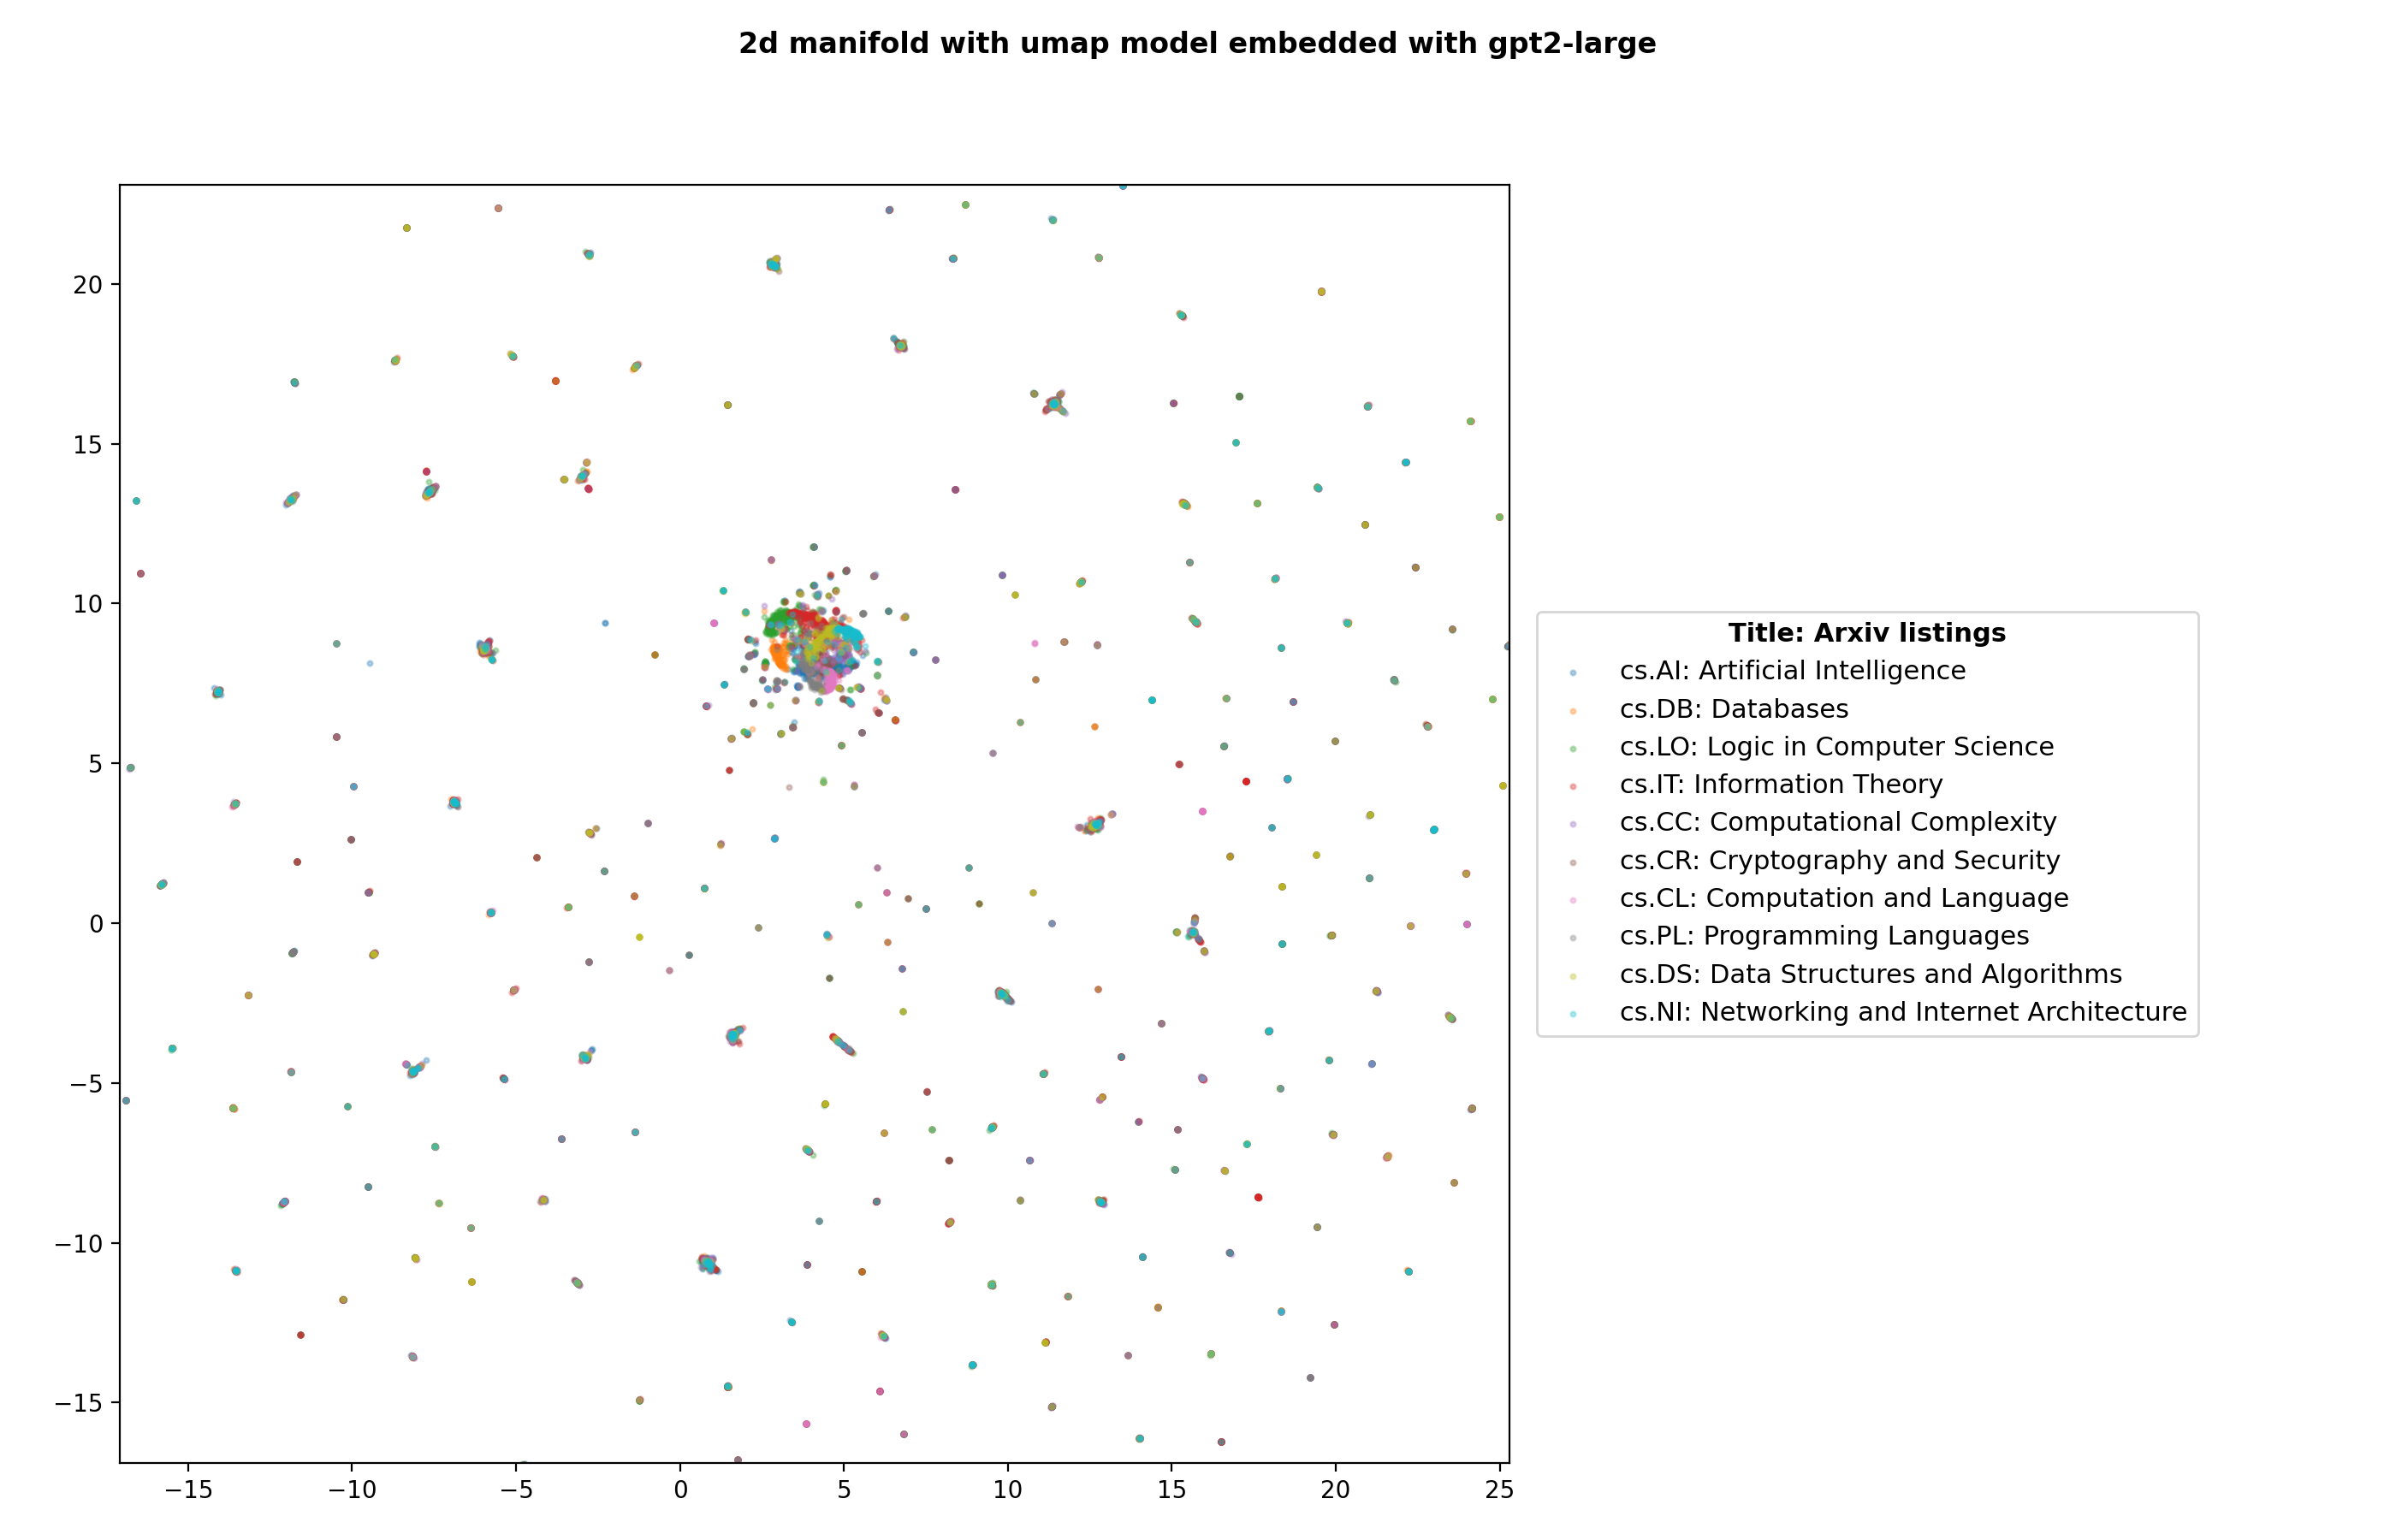 2d manifold with umap model embedded with gpt2-large
20
15
10
5
0
−5
−10
−15
−15
−10
−5
0
5
10
15
20
25
Title: Arxiv listings
cs.AI: Artificial Intelligence
cs.DB: Databases
cs.LO: Logic in Computer Science
cs.IT: Information Theory
cs.CC: Computational Complexity
cs.CR: Cryptography and Security
cs.CL: Computation and Language
cs.PL: Programming Languages
cs.DS: Data Structures and Algorithms
cs.NI: Networking and Internet Architecture